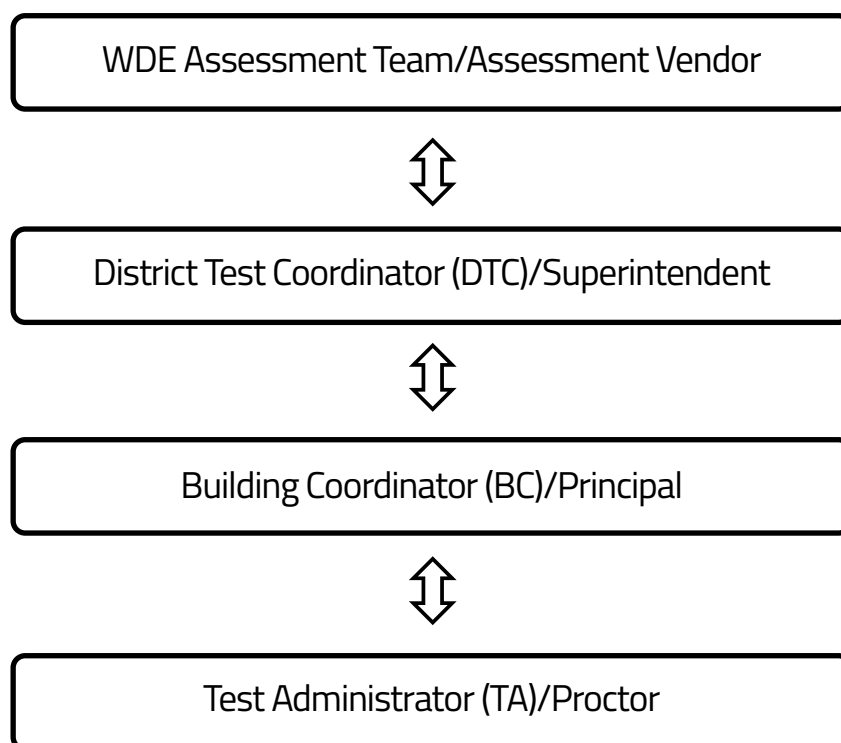 WDE Assessment Team/Assessment Vendor
District Test Coordinator (DTC)/Superintendent
Building Coordinator (BC)/Principal
Test Administrator (TA)/Proctor